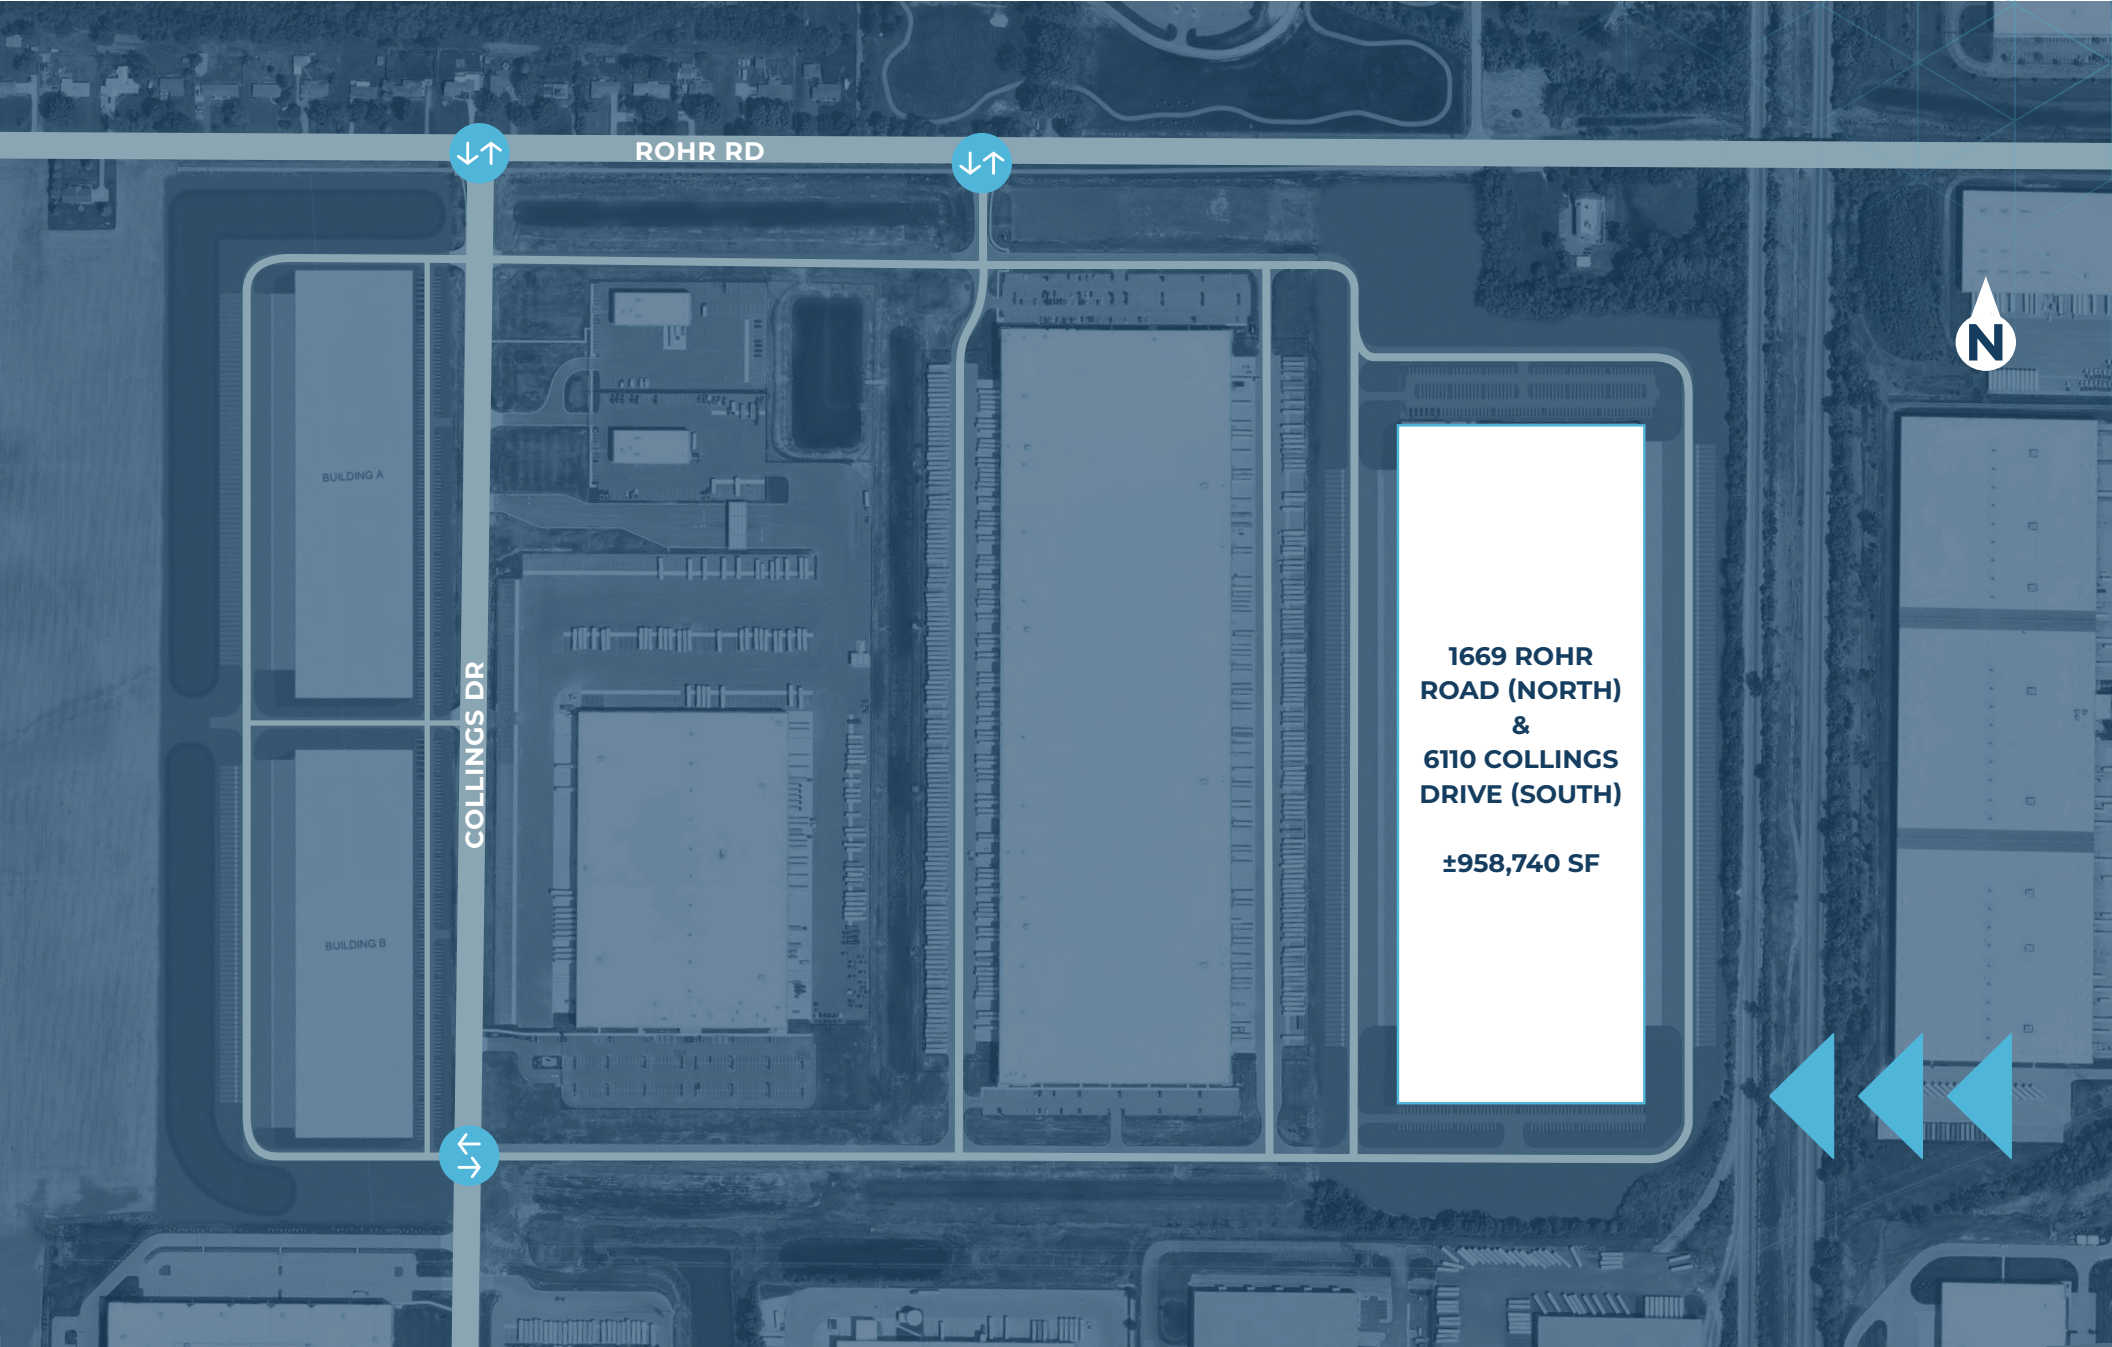 ROHR RD
N
BUILDING A
COLLINGS DR
1669 ROHR
ROAD (NORTH)
&
6110 COLLINGS
DRIVE (SOUTH)
±958,740 SF
BUILDING B